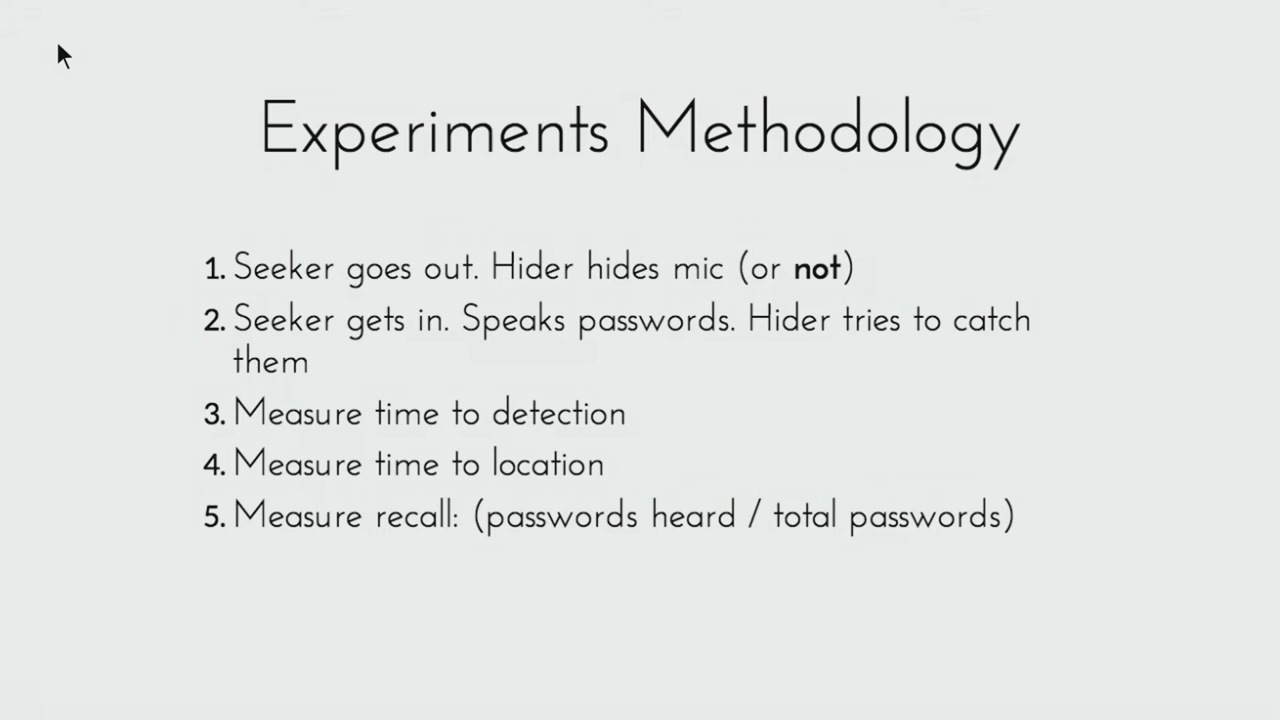 Experiments Methodology
1. Seeker goes out. Hider hides mic (or not)
2. Seeker gets in. Speaks passwords. Hider tries to catch
them
3. Measure time to detection
4. Measure time to location
5. Measure recall: (passwords heard / total passwords)